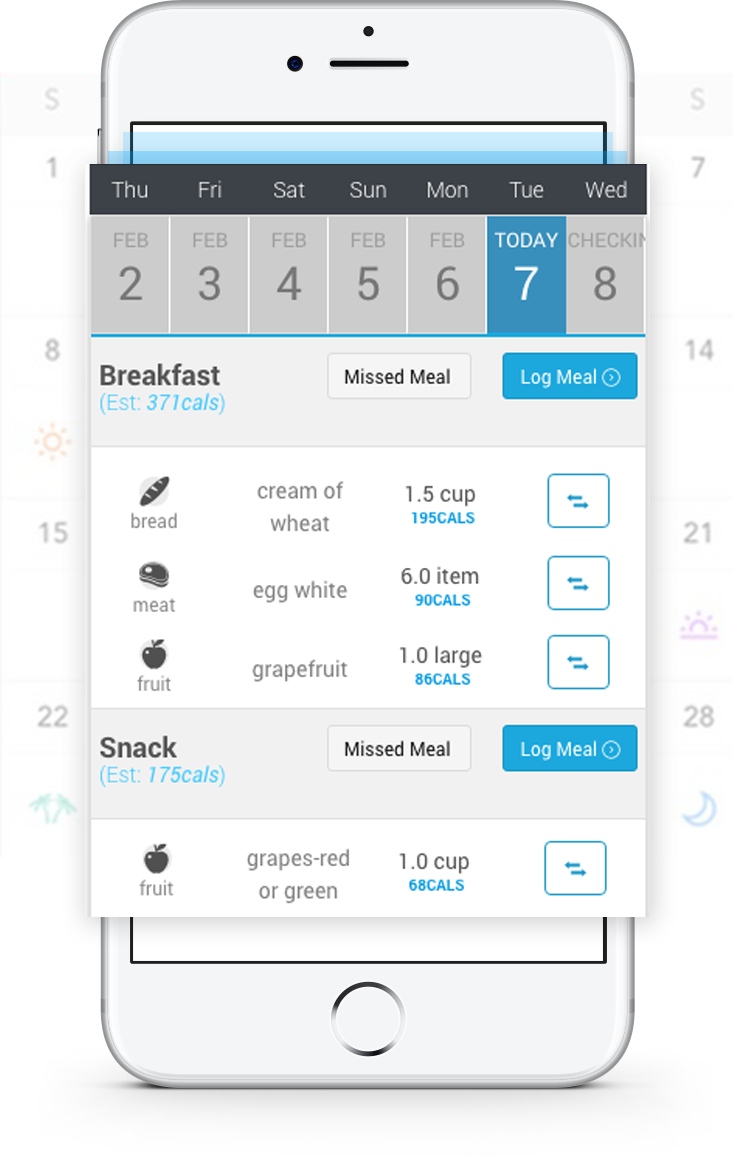 S
S
1
7
8
14
15
21
22
28
Thu Fri Sat Sun Mon Tue Wed
FEB FEB FEB FEB FEB TODAY CHECKIN
2 3 4 5 6 7 8
Breakfast
(Est: 371cals)
Missed Meal
Log Meal
bread
cream of
wheat
1.5 cup
195CALS
meat
egg white
6.0 item
90CALS
fruit
grapefruit
1.0 large
86CALS
Snack
(Est: 175cals)
Missed Meal
Log Meal
fruit
grapes-red
or green
1.0 cup
68CALS